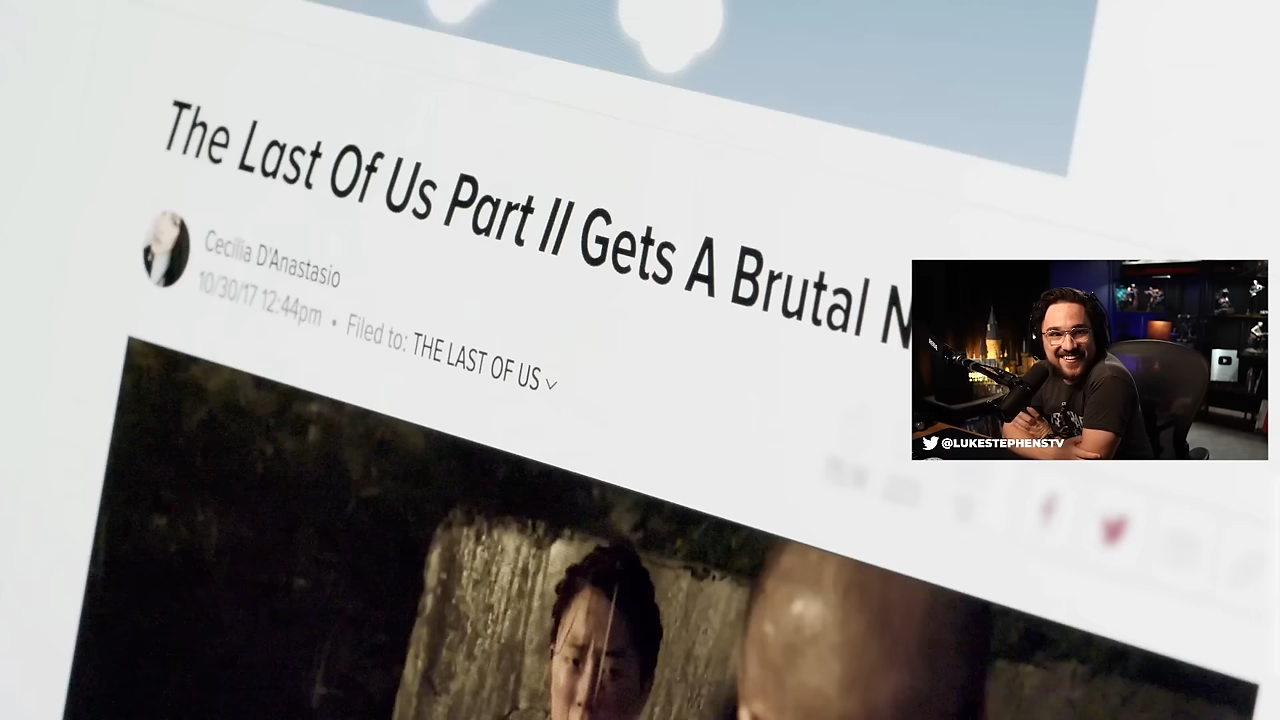 The Last Of Us Part II Gets A Brutal N
Cecilia D'Anastasio
10/30/17 12:44pm • Filed to: THE LAST OF US
@LUKESTEPHENSTV